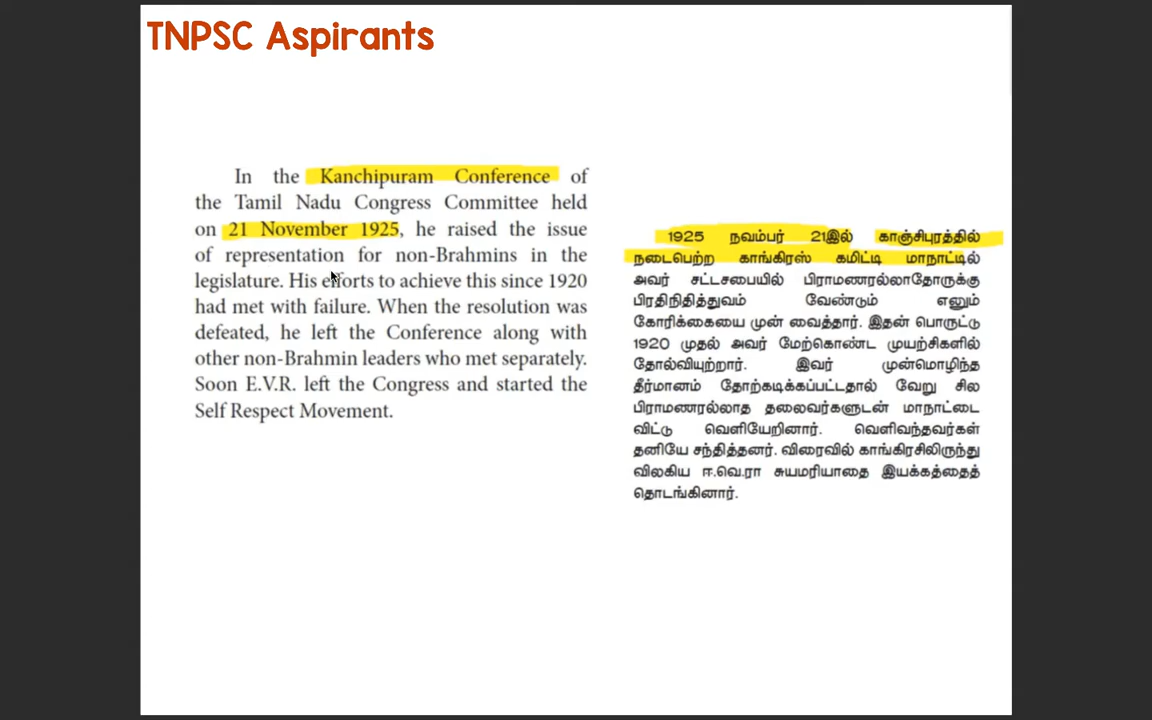 TNPSC Aspirants
In the Kanchipuram Conference of
the Tamil Nadu Congress Committee held
on 21 November 1925, he raised the issue
of representation for non-Brahmins in the
legislature. His efforts to achieve this since 1920
had met with failure. When the resolution was
defeated, he left the Conference along with
other non-Brahmin leaders who met separately.
Soon E.V.R. left the Congress and started the
Self Respect Movement.
1925 நவம்பர் 21இல் காஞ்சிபுரத்தில்
நடைபெற்ற காங்கிரஸ் கமிட்டி மாநாட்டில்
அவர் சட்டசபையில் பிராமணரல்லாதோருக்கு
பிரதிநிதித்துவம் வேண்டும் எனும்
கோரிக்கையை முன் வைத்தார். இதன் பொருட்டு
1920 முதல் அவர் மேற்கொண்ட முயற்சிகளில்
தோல்வியுற்றார். இவர் முன்மொழிந்த
தீர்மானம் தோற்கடிக்கப்பட்டதால் வேறு சில
பிராமணரல்லாத தலைவர்களுடன் மாநாட்டை
விட்டு வெளியேறினார். வெளிவந்தவர்கள்
தனியே சந்தித்தனர். விரைவில் காங்கிரசிலிருந்து
விலகிய ஈ.வெ.ரா சுயமரியாதை இயக்கத்தைத்
தொடங்கினார்.